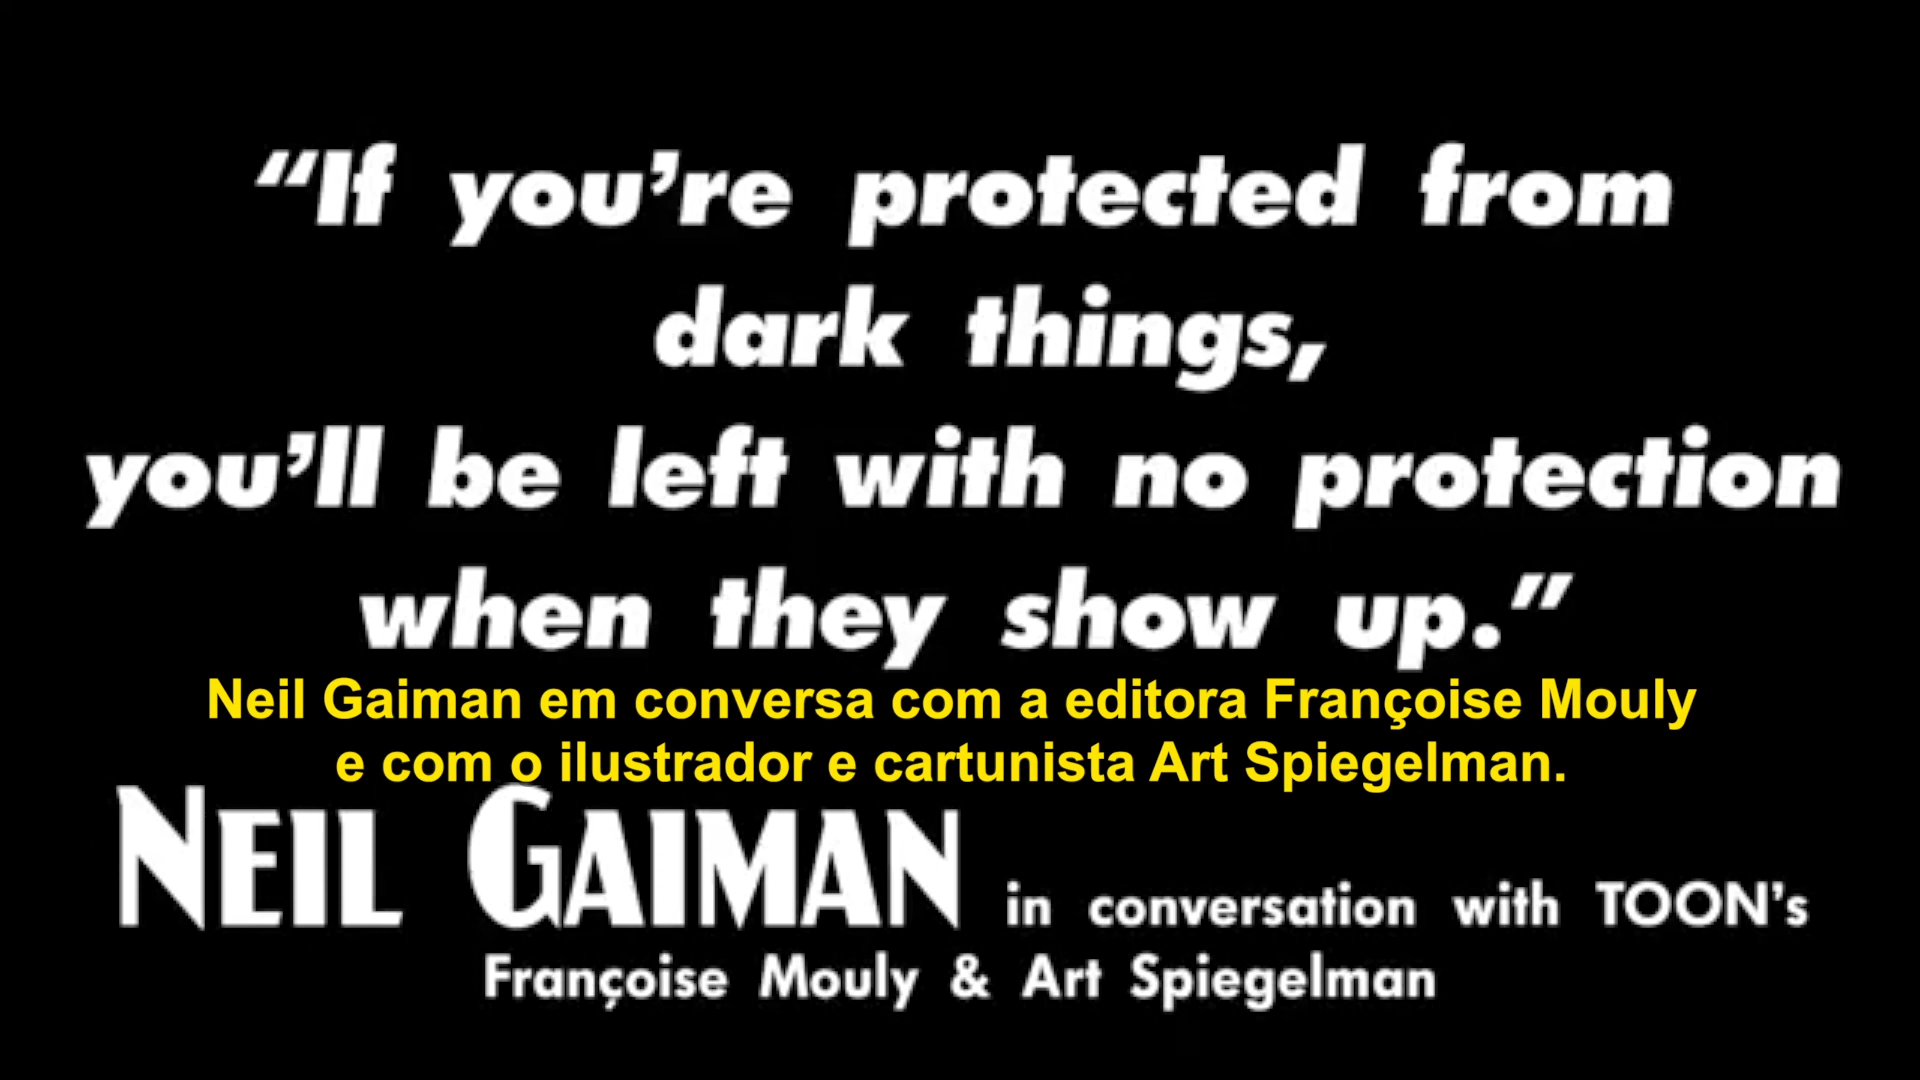 “If you’re protected from
dark things,
you’ll be left with no protection
when they show up.”
Neil Gaiman em conversa com a editora Françoise Mouly
e com o ilustrador e cartunista Art Spiegelman.
NEIL GAIMAN in conversation with TOON’s
Françoise Mouly & Art Spiegelman